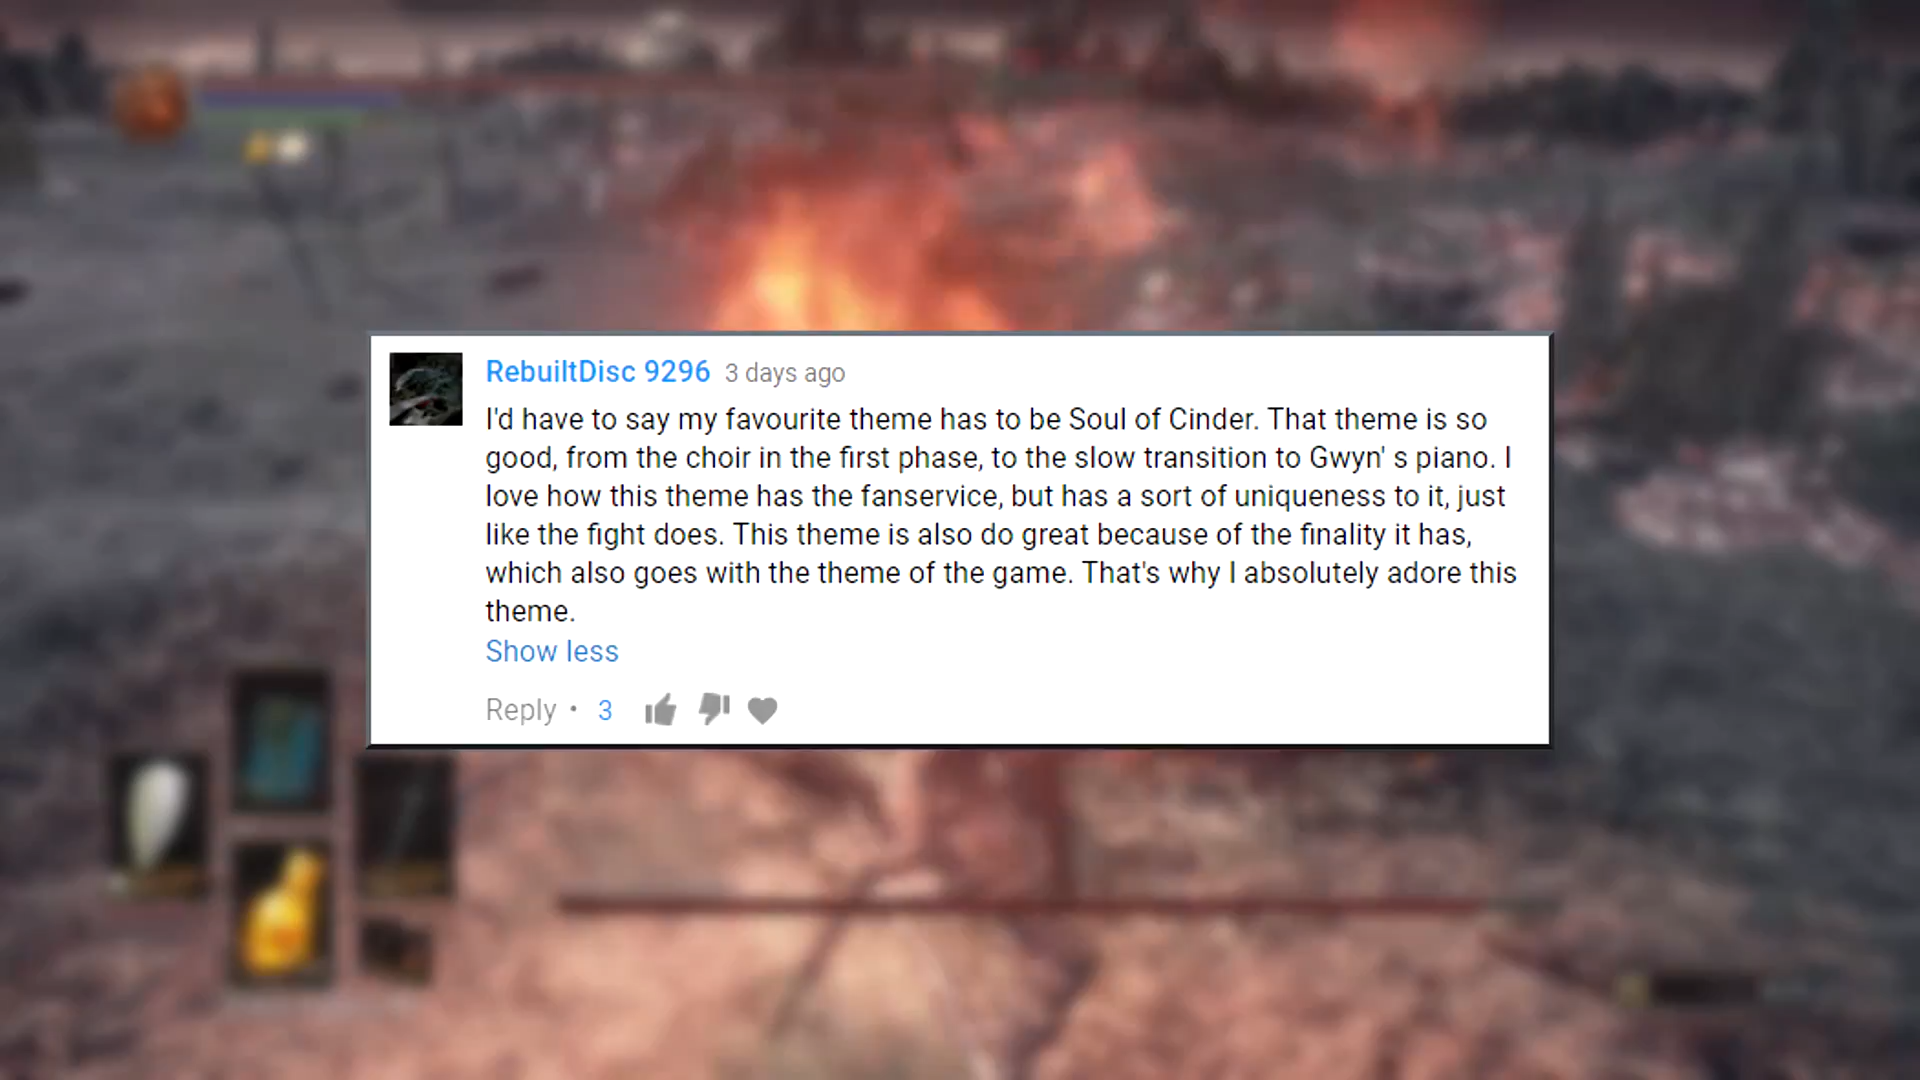 RebuiltDisc 9296 3 days ago
I'd have to say my favourite theme has to be Soul of Cinder. That theme is so
good, from the choir in the first phase, to the slow transition to Gwyn' s piano. I
love how this theme has the fanservice, but has a sort of uniqueness to it, just
like the fight does. This theme is also do great because of the finality it has,
which also goes with the theme of the game. That's why I absolutely adore this
theme.
Show less
Reply • 3